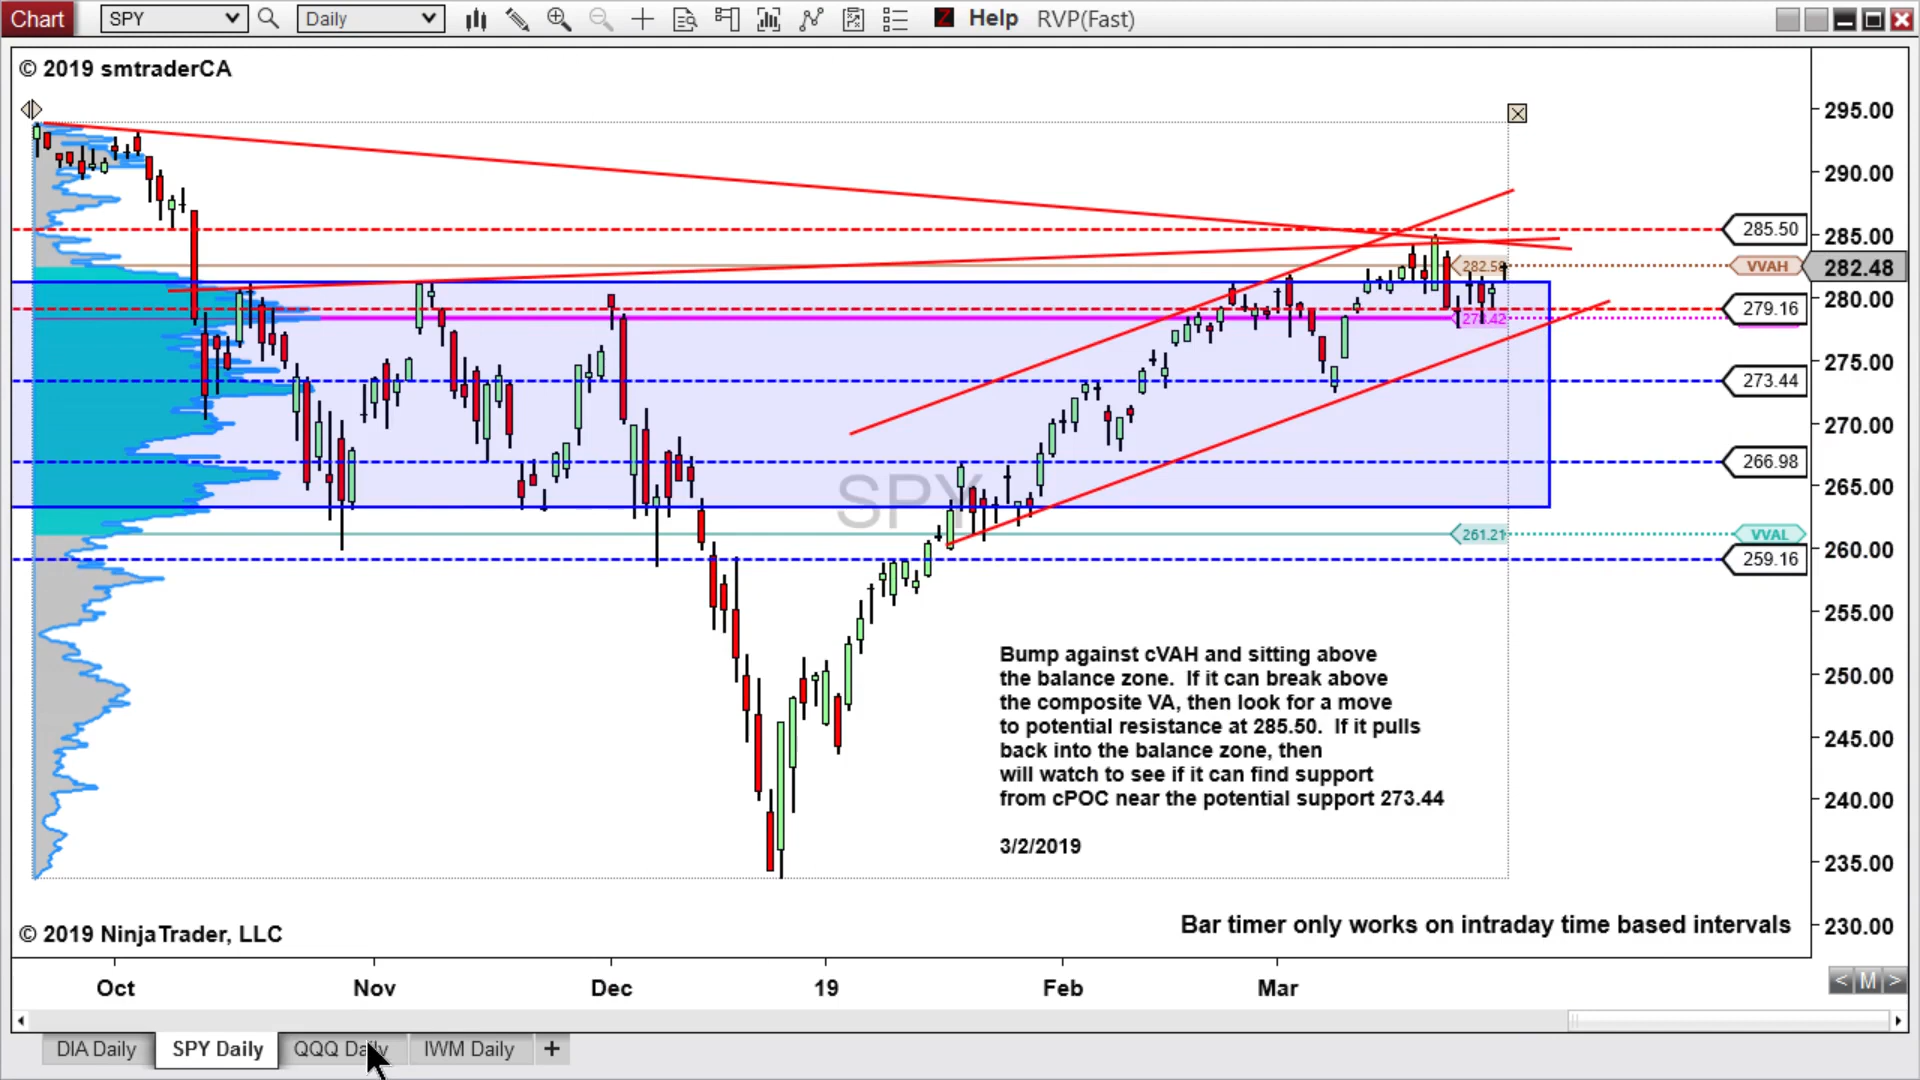 Chart SPY Daily Help RVP(Fast)
© 2019 smtraderCA
295.00
290.00
285.50
285.00
282.58 VVAH 282.48
280.00
279.16
278.42
275.00
273.44
270.00
266.98
SPY
265.00
261.21 VVAL
260.00
259.16
255.00
Bump against cVAH and sitting above
the balance zone. If it can break above
the composite VA, then look for a move
to potential resistance at 285.50. If it pulls
back into the balance zone, then
will watch to see if it can find support
from cPOC near the potential support 273.44
3/2/2019
250.00
245.00
240.00
235.00
230.00
© 2019 NinjaTrader, LLC
Bar timer only works on intraday time based intervals
Oct Nov Dec 19 Feb Mar
< M >
DIA Daily SPY Daily QQQ Daily IWM Daily +